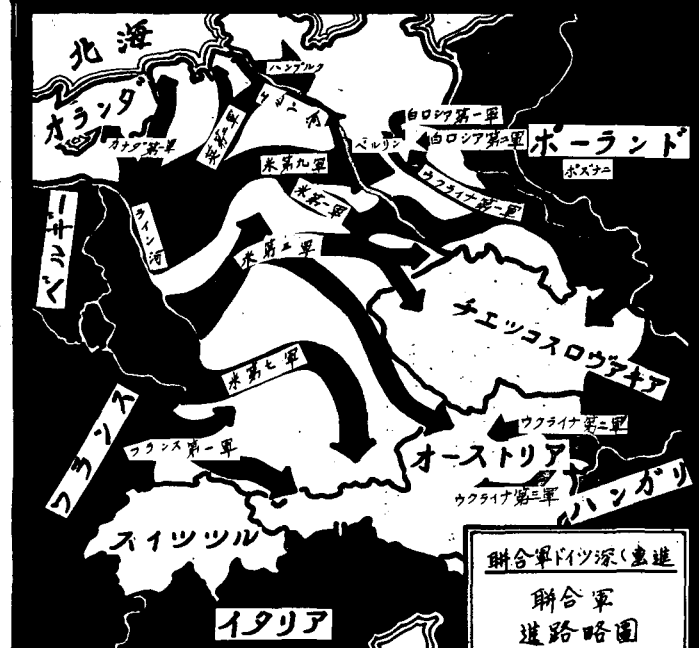 北海
ハンブルク
オランダ
カナダ第一軍
英第二軍
白ロシア第一軍
ベルリン
白ロシア第二軍
ポーランド
ポズナニ
米第九軍
米第一軍
ウクライナ第一軍
ベルギー
ライン河
米第三軍
チエツコスロヴアキア
米第七軍
フランス
フランス第一軍
ウクライナ第二軍
オーストリア
ウクライナ第三軍
ハンガリ
スイツツル
イタリア
聯合軍ドイツ深く進
聯合軍
進路略圖